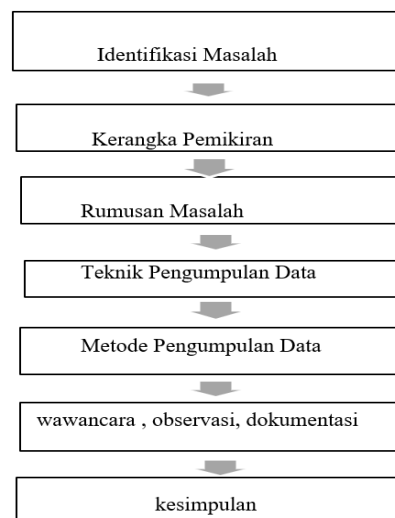 Identifikasi Masalah
Kerangka Pemikiran
Rumusan Masalah
Teknik Pengumpulan Data
Metode Pengumpulan Data
wawancara , observasi, dokumentasi
kesimpulan